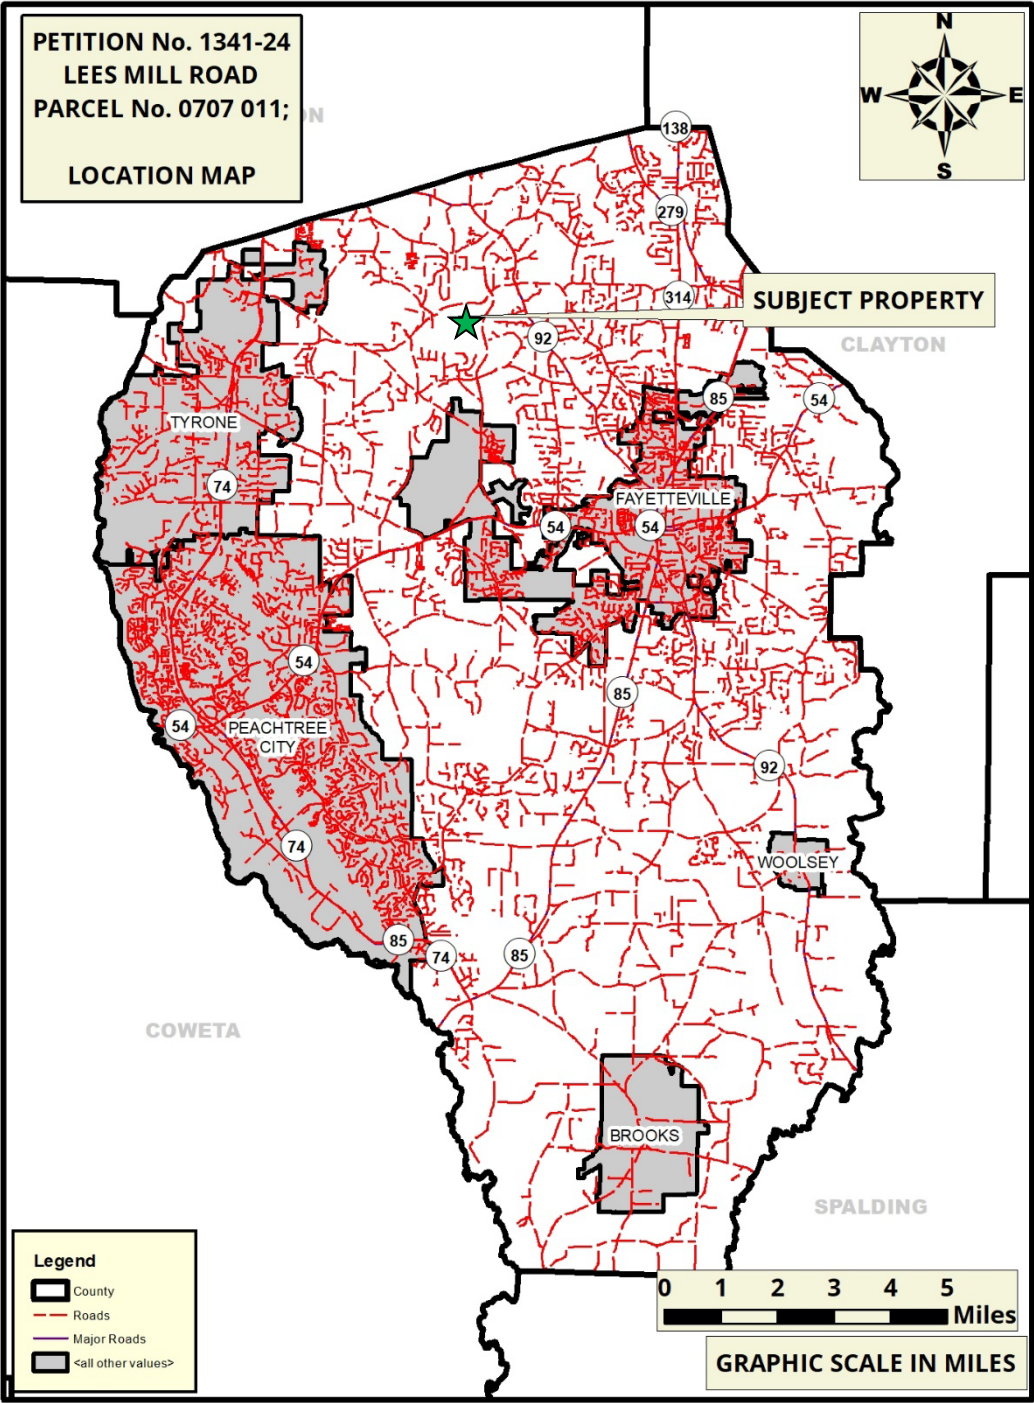 PETITION No. 1341-24
LEES MILL ROAD
PARCEL No. 0707 011;
LOCATION MAP
N
W
E
S
138
279
314
SUBJECT PROPERTY
92
CLAYTON
85
54
TYRONE
74
FAYETTEVILLE
54
54
54
85
54
PEACHTREE
CITY
92
74
WOOLSEY
85
74
85
COWETA
BROOKS
SPALDING
Legend
County
Roads
Major Roads
<all other values>
0 1 2 3 4 5
Miles
GRAPHIC SCALE IN MILES